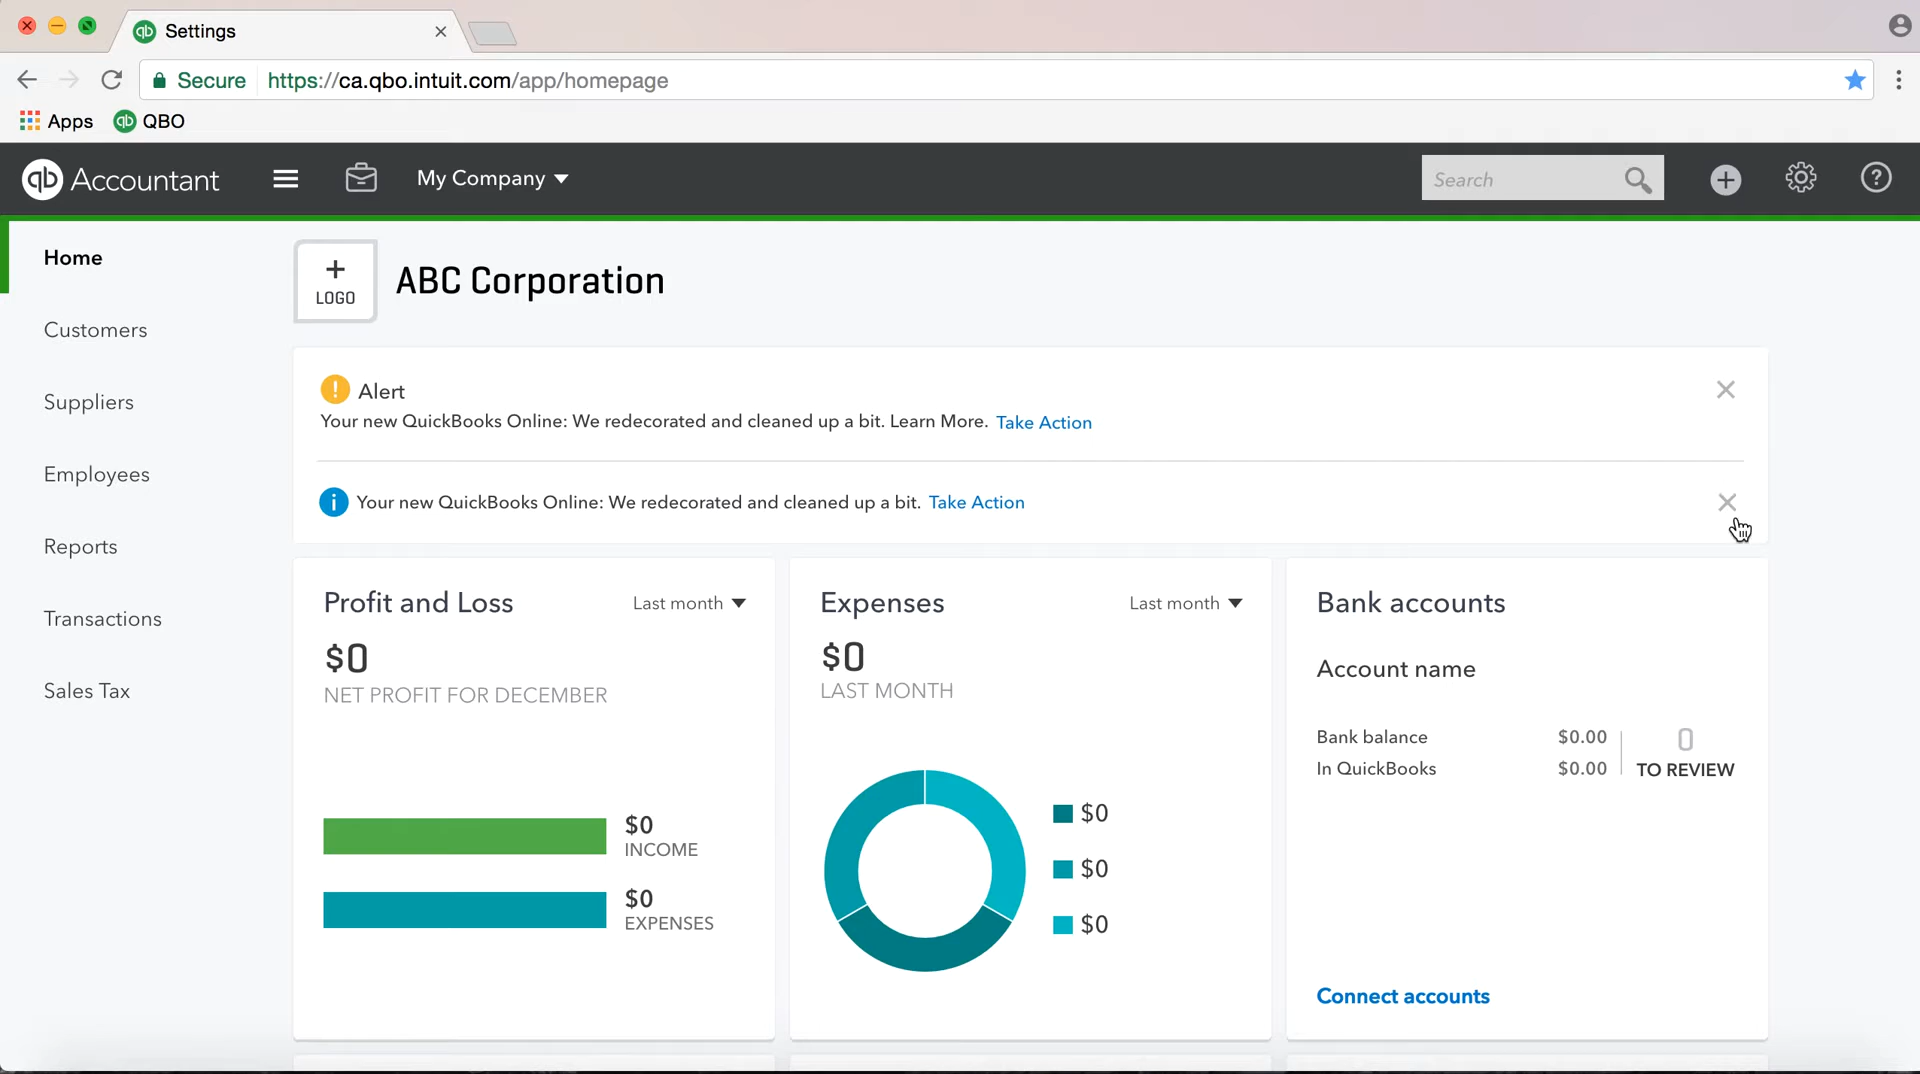 Settings
Secure https://ca.qbo.intuit.com/app/homepage
Apps QBO
qb Accountant My Company Search
Home
Customers
Suppliers
Employees
Reports
Transactions
Sales Tax
+
LOGO
ABC Corporation
Alert
Your new QuickBooks Online: We redecorated and cleaned up a bit. Learn More. Take Action
Your new QuickBooks Online: We redecorated and cleaned up a bit. Take Action
Profit and Loss Last month
$0
NET PROFIT FOR DECEMBER
$0
INCOME
$0
EXPENSES
Expenses Last month
$0
LAST MONTH
$0
$0
$0
Bank accounts
Account name
Bank balance $0.00
In QuickBooks $0.00
0
TO REVIEW
Connect accounts